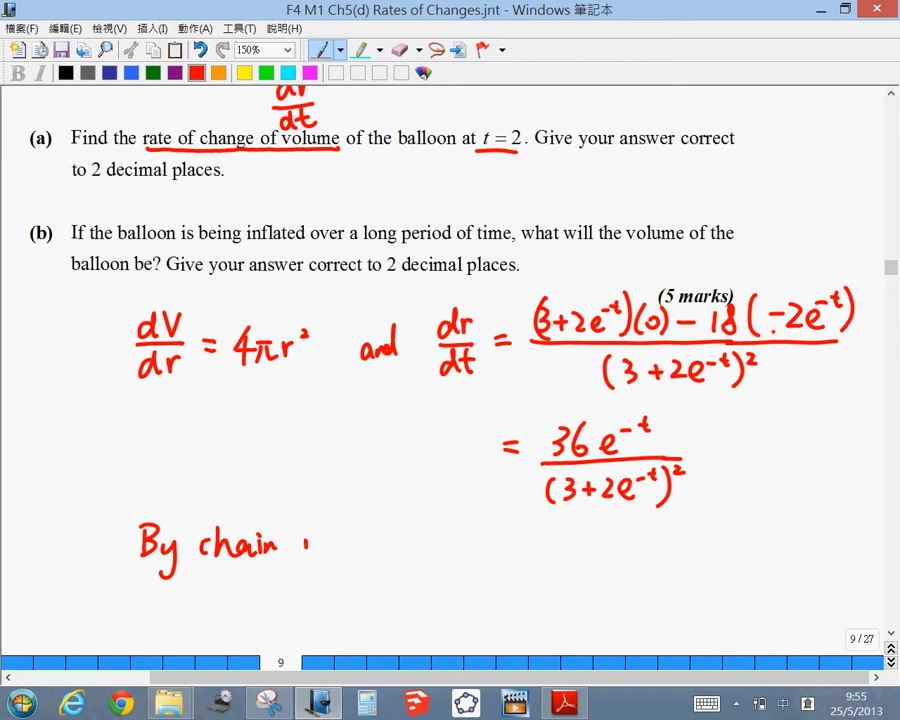 F4 M1 Ch5(d) Rates of Changes.jnt - Windows 筆記本
檔案(F) 編輯(E) 檢視(V) 插入(I) 動作(A) 工具(T) 說明(H)
150%
B I
dt
(a) Find the rate of change of volume of the balloon at t = 2. Give your answer correct
to 2 decimal places.
(b) If the balloon is being inflated over a long period of time, what will the volume of the
balloon be? Give your answer correct to 2 decimal places.
(5 marks)
dV/dr = 4πr² and dr/dt = (3+2e⁻ᵗ)(0) − 18(−2e⁻ᵗ) / (3+2e⁻ᵗ)²
= 36e⁻ᵗ / (3+2e⁻ᵗ)²
By chain
9 / 27
9
中
9:55
25/5/2013